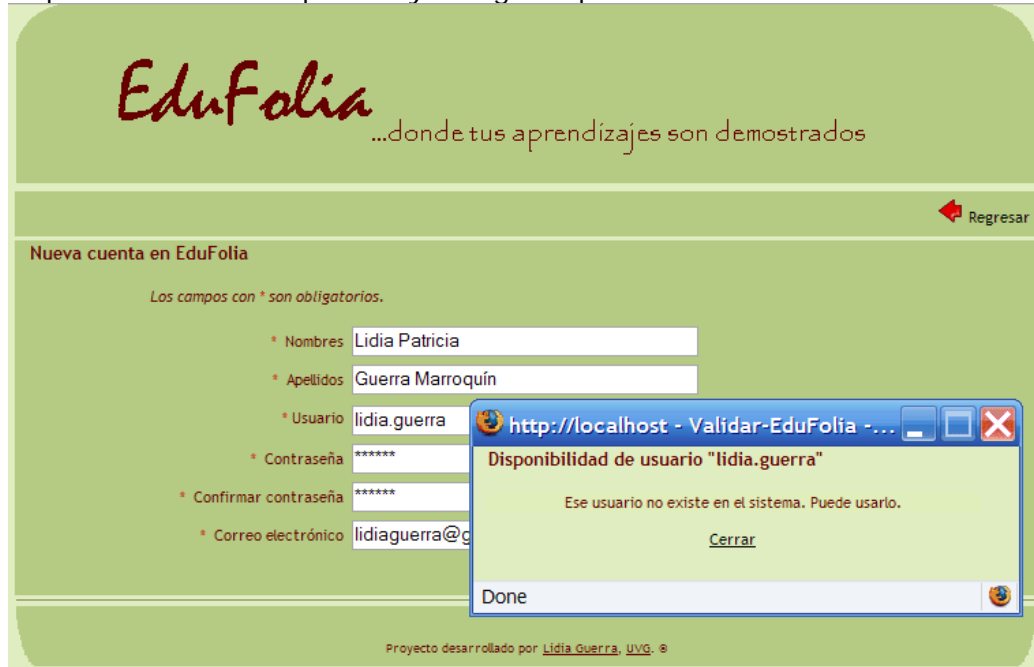 EduFolia
...donde tus aprendizajes son demostrados
Regresar
Nueva cuenta en EduFolia
Los campos con * son obligatorios.
* Nombres Lidia Patricia
* Apellidos Guerra Marroquín
* Usuario lidia.guerra
* Contraseña ******
* Confirmar contraseña ******
* Correo electrónico lidiaguerra@g
http://localhost - Validar-EduFolia -...
Disponibilidad de usuario "lidia.guerra"
Ese usuario no existe en el sistema. Puede usarlo.
Cerrar
Done
Proyecto desarrollado por Lidia Guerra, UVG. ®